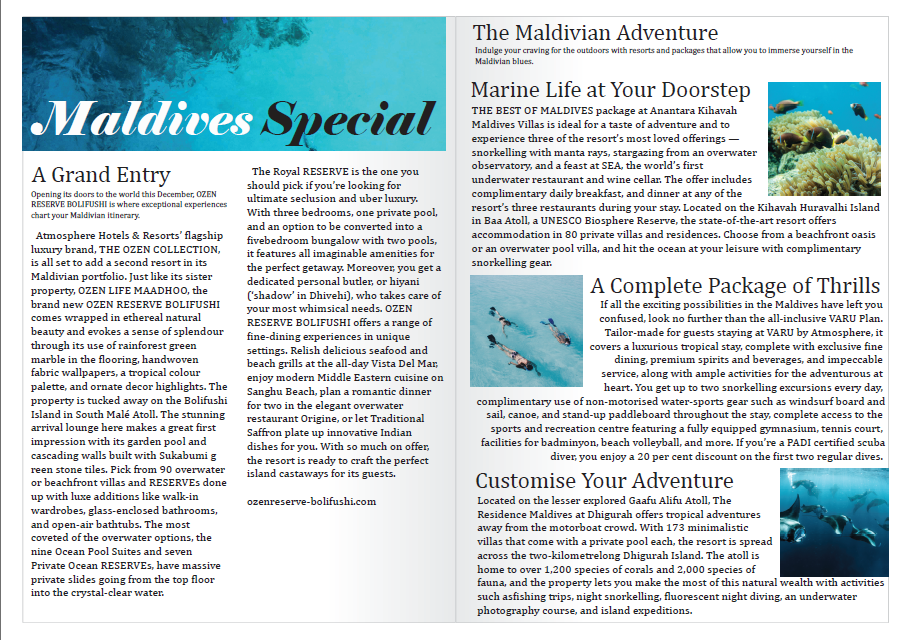 Maldives Special
A Grand Entry
Opening its doors to the world this December, OZEN
RESERVE BOLIFUSHI is where exceptional experiences
chart your Maldivian itinerary.
Atmosphere Hotels & Resorts’ flagship
luxury brand, THE OZEN COLLECTION,
is all set to add a second resort in its
Maldivian portfolio. Just like its sister
property, OZEN LIFE MAADHOO, the
brand new OZEN RESERVE BOLIFUSHI
comes wrapped in ethereal natural
beauty and evokes a sense of splendour
through its use of rainforest green
marble in the flooring, handwoven
fabric wallpapers, a tropical colour
palette, and ornate decor highlights. The
property is tucked away on the Bolifushi
Island in South Malé Atoll. The stunning
arrival lounge here makes a great first
impression with its garden pool and
cascading walls built with Sukabumi g
reen stone tiles. Pick from 90 overwater
or beachfront villas and RESERVEs done
up with luxe additions like walk-in
wardrobes, glass-enclosed bathrooms,
and open-air bathtubs. The most
coveted of the overwater options, the
nine Ocean Pool Suites and seven
Private Ocean RESERVEs, have massive
private slides going from the top floor
into the crystal-clear water.
The Royal RESERVE is the one you
should pick if you’re looking for
ultimate seclusion and uber luxury.
With three bedrooms, one private pool,
and an option to be converted into a
fivebedroom bungalow with two pools,
it features all imaginable amenities for
the perfect getaway. Moreover, you get a
dedicated personal butler, or hiyani
(‘shadow’ in Dhivehi), who takes care of
your most whimsical needs. OZEN
RESERVE BOLIFUSHI offers a range of
fine-dining experiences in unique
settings. Relish delicious seafood and
beach grills at the all-day Vista Del Mar,
enjoy modern Middle Eastern cuisine on
Sanghu Beach, plan a romantic dinner
for two in the elegant overwater
restaurant Origine, or let Traditional
Saffron plate up innovative Indian
dishes for you. With so much on offer,
the resort is ready to craft the perfect
island castaways for its guests.
ozenreserve-bolifushi.com
The Maldivian Adventure
Indulge your craving for the outdoors with resorts and packages that allow you to immerse yourself in the
Maldivian blues.
Marine Life at Your Doorstep
THE BEST OF MALDIVES package at Anantara Kihavah
Maldives Villas is ideal for a taste of adventure and to
experience three of the resort’s most loved offerings —
snorkelling with manta rays, stargazing from an overwater
observatory, and a feast at SEA, the world’s first
underwater restaurant and wine cellar. The offer includes
complimentary daily breakfast, and dinner at any of the
resort’s three restaurants during your stay. Located on the Kihavah Huravalhi Island
in Baa Atoll, a UNESCO Biosphere Reserve, the state-of-the-art resort offers
accommodation in 80 private villas and residences. Choose from a beachfront oasis
or an overwater pool villa, and hit the ocean at your leisure with complimentary
snorkelling gear.
A Complete Package of Thrills
If all the exciting possibilities in the Maldives have left you
confused, look no further than the all-inclusive VARU Plan.
Tailor-made for guests staying at VARU by Atmosphere, it
covers a luxurious tropical stay, complete with exclusive fine
dining, premium spirits and beverages, and impeccable
service, along with ample activities for the adventurous at
heart. You get up to two snorkelling excursions every day,
complimentary use of non-motorised water-sports gear such as windsurf board and
sail, canoe, and stand-up paddleboard throughout the stay, complete access to the
sports and recreation centre featuring a fully equipped gymnasium, tennis court,
facilities for badminyon, beach volleyball, and more. If you’re a PADI certified scuba
diver, you enjoy a 20 per cent discount on the first two regular dives.
Customise Your Adventure
Located on the lesser explored Gaafu Alifu Atoll, The
Residence Maldives at Dhigurah offers tropical adventures
away from the motorboat crowd. With 173 minimalistic
villas that come with a private pool each, the resort is spread
across the two-kilometrelong Dhigurah Island. The atoll is
home to over 1,200 species of corals and 2,000 species of
fauna, and the property lets you make the most of this natural wealth with activities
such asfishing trips, night snorkelling, fluorescent night diving, an underwater
photography course, and island expeditions.